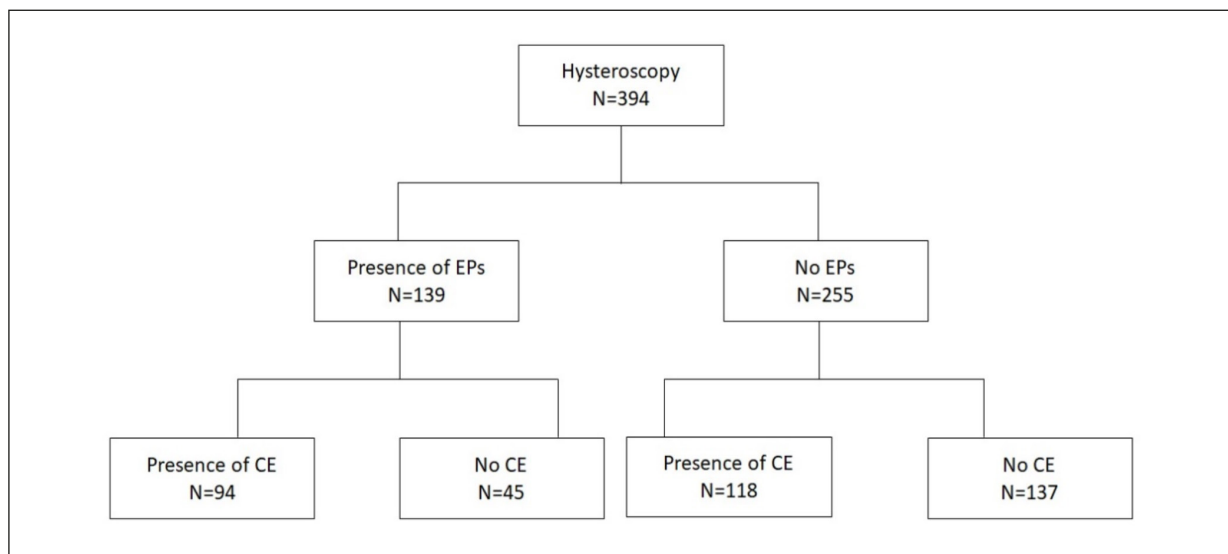 Hysteroscopy
N=394
Presence of EPs
N=139
No EPs
N=255
Presence of CE
N=94
No CE
N=45
Presence of CE
N=118
No CE
N=137